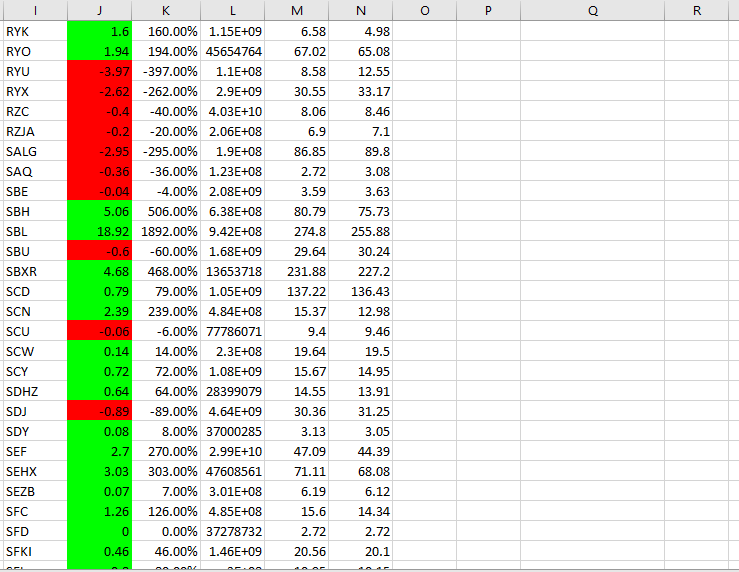 I J K L M N O P Q R
RYK 1.6 160.00% 1.15E+09 6.58 4.98
RYO 1.94 194.00% 45654764 67.02 65.08
RYU -3.97 -397.00% 1.1E+08 8.58 12.55
RYX -2.62 -262.00% 2.9E+09 30.55 33.17
RZC -0.4 -40.00% 4.03E+10 8.06 8.46
RZJA -0.2 -20.00% 2.06E+08 6.9 7.1
SALG -2.95 -295.00% 1.9E+08 86.85 89.8
SAQ -0.36 -36.00% 1.23E+08 2.72 3.08
SBE -0.04 -4.00% 2.08E+09 3.59 3.63
SBH 5.06 506.00% 6.38E+08 80.79 75.73
SBL 18.92 1892.00% 9.42E+08 274.8 255.88
SBU -0.6 -60.00% 1.68E+09 29.64 30.24
SBXR 4.68 468.00% 13653718 231.88 227.2
SCD 0.79 79.00% 1.05E+09 137.22 136.43
SCN 2.39 239.00% 4.84E+08 15.37 12.98
SCU -0.06 -6.00% 77786071 9.4 9.46
SCW 0.14 14.00% 2.3E+08 19.64 19.5
SCY 0.72 72.00% 1.08E+09 15.67 14.95
SDHZ 0.64 64.00% 28399079 14.55 13.91
SDJ -0.89 -89.00% 4.64E+09 30.36 31.25
SDY 0.08 8.00% 37000285 3.13 3.05
SEF 2.7 270.00% 2.99E+10 47.09 44.39
SEHX 3.03 303.00% 47608561 71.11 68.08
SEZB 0.07 7.00% 3.01E+08 6.19 6.12
SFC 1.26 126.00% 4.85E+08 15.6 14.34
SFD 0 0.00% 37278732 2.72 2.72
SFKI 0.46 46.00% 1.46E+09 20.56 20.1